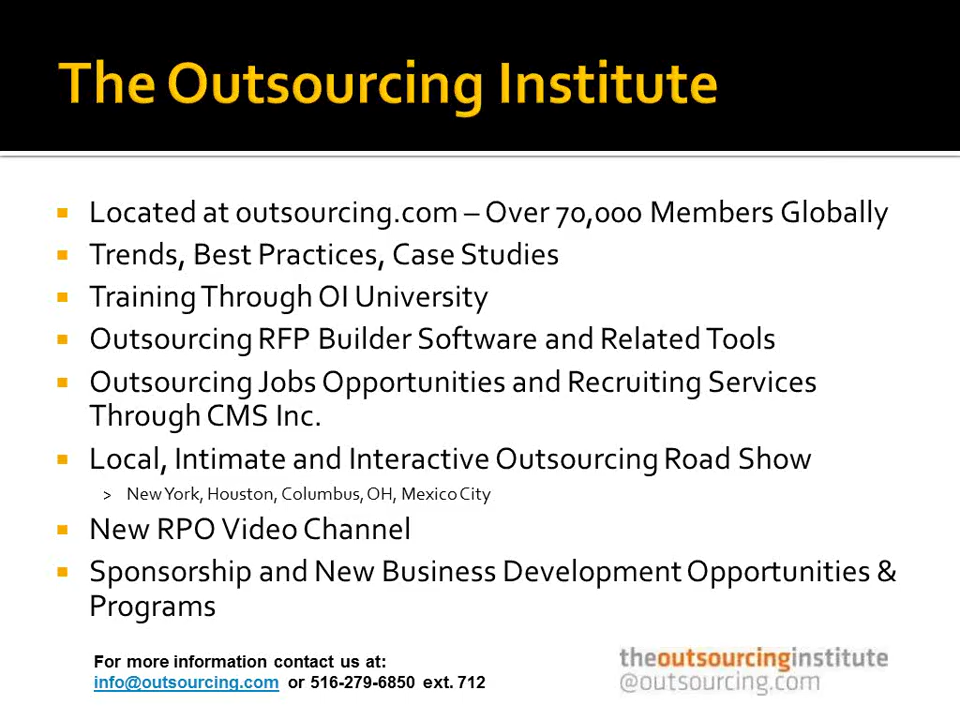 The Outsourcing Institute
Located at outsourcing.com – Over 70,000 Members Globally
Trends, Best Practices, Case Studies
Training Through OI University
Outsourcing RFP Builder Software and Related Tools
Outsourcing Jobs Opportunities and Recruiting Services
Through CMS Inc.
Local, Intimate and Interactive Outsourcing Road Show
> New York, Houston, Columbus, OH, Mexico City
New RPO Video Channel
Sponsorship and New Business Development Opportunities &
Programs
For more information contact us at:
info@outsourcing.com or 516-279-6850 ext. 712
theoutsourcinginstitute
@outsourcing.com